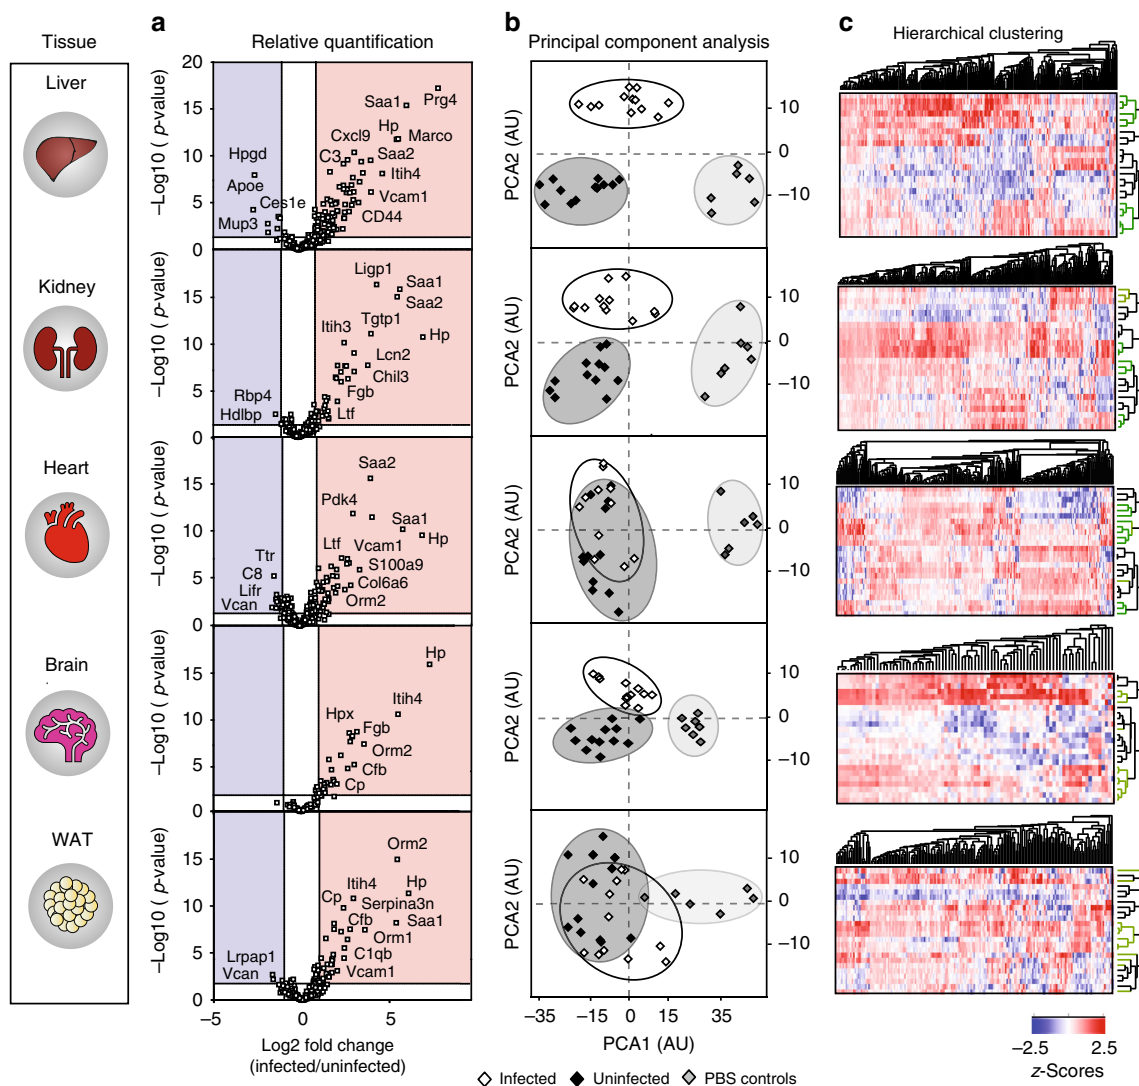 a
b
c
Tissue
Relative quantification
Principal component analysis
Hierarchical clustering
Liver
Kidney
Heart
Brain
WAT
−Log10 ( p-value)
20
15
10
5
0
Prg4
Saa1
Hp
Marco
Cxcl9
C3
Saa2
Itih4
Vcam1
CD44
Hpgd
Apoe
Ces1e
Mup3
−Log10 ( p-value)
15
10
5
0
Ligp1
Saa1
Saa2
Itih3
Tgtp1
Hp
Lcn2
Chil3
Fgb
Ltf
Rbp4
Hdlbp
−Log10 ( p-value)
15
10
5
0
Saa2
Pdk4
Saa1
Hp
Ltf
Vcam1
S100a9
Col6a6
Orm2
Ttr
C8
Lifr
Vcan
−Log10 ( p-value)
15
10
5
0
Hp
Itih4
Hpx
Fgb
Orm2
Cfb
Cp
−Log10 ( p-value)
15
10
5
0
Orm2
Itih4
Hp
Cp
Serpina3n
Cfb
Saa1
Orm1
C1qb
Vcam1
Lrpap1
Vcan
−5
0
5
Log2 fold change
(infected/uninfected)
PCA2 (AU)
10
0
−10
PCA2 (AU)
10
0
−10
PCA2 (AU)
10
0
−10
PCA2 (AU)
10
0
−10
PCA2 (AU)
10
0
−10
−35
−15
0
15
35
PCA1 (AU)
Infected
Uninfected
PBS controls
−2.5
2.5
z-Scores